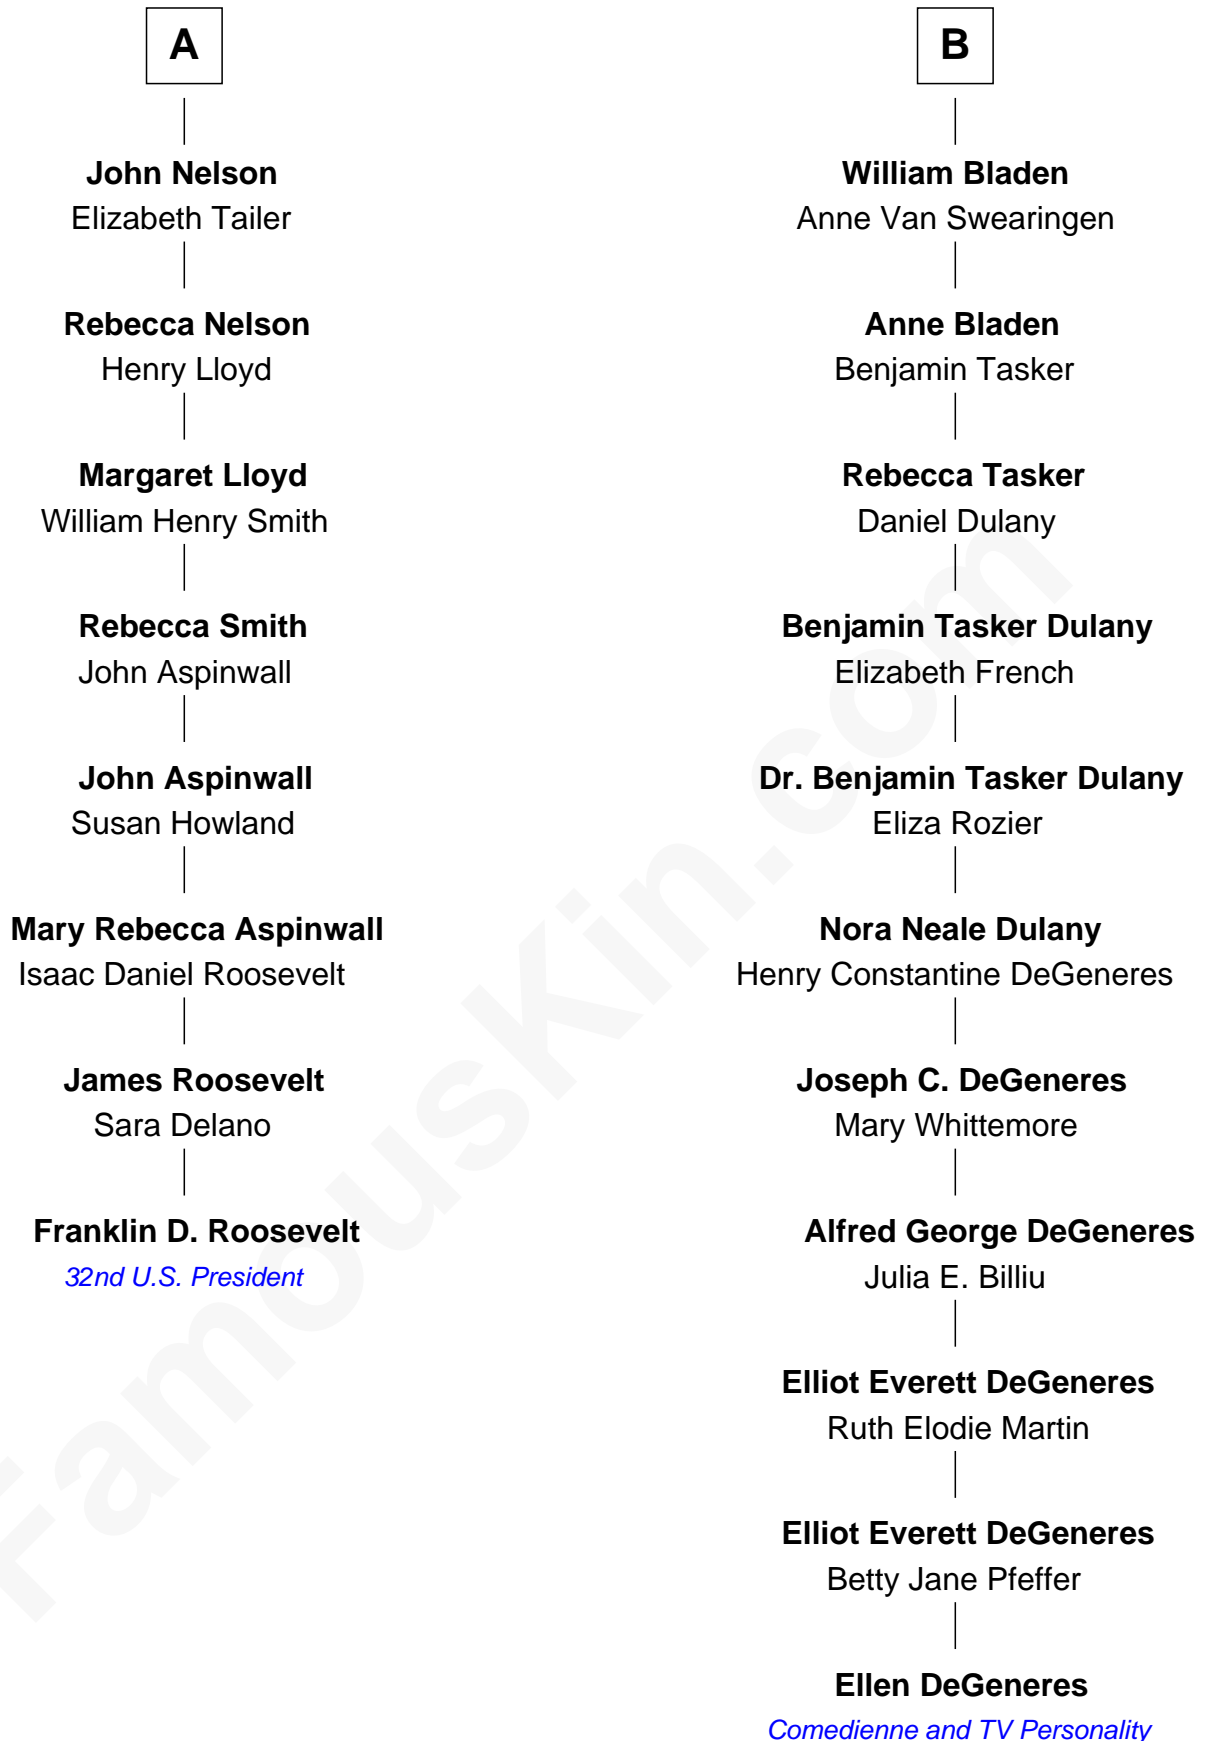 A
John Nelson
Elizabeth Tailer
Rebecca Nelson
Henry Lloyd
Margaret Lloyd
William Henry Smith
Rebecca Smith
John Aspinwall
John Aspinwall
Susan Howland
Mary Rebecca Aspinwall
Isaac Daniel Roosevelt
James Roosevelt
Sara Delano
Franklin D. Roosevelt
32nd U.S. President
B
William Bladen
Anne Van Swearingen
Anne Bladen
Benjamin Tasker
Rebecca Tasker
Daniel Dulany
Benjamin Tasker Dulany
Elizabeth French
Dr. Benjamin Tasker Dulany
Eliza Rozier
Nora Neale Dulany
Henry Constantine DeGeneres
Joseph C. DeGeneres
Mary Whittemore
Alfred George DeGeneres
Julia E. Billiu
Elliot Everett DeGeneres
Ruth Elodie Martin
Elliot Everett DeGeneres
Betty Jane Pfeffer
Ellen DeGeneres
Comedienne and TV Personality
FamousKin.com